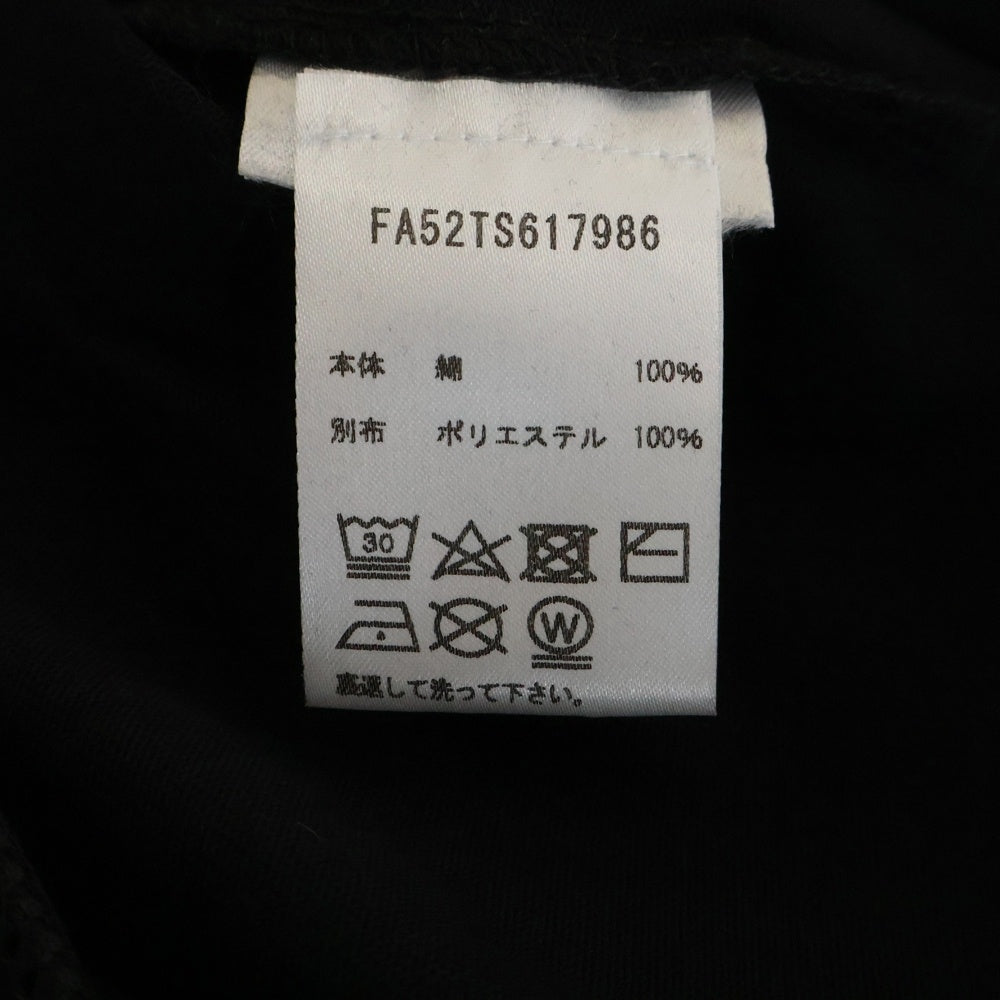 FA52TS617986
本体 綿 100%
別布 ポリエステル 100%
30
W
裏返して洗って下さい。